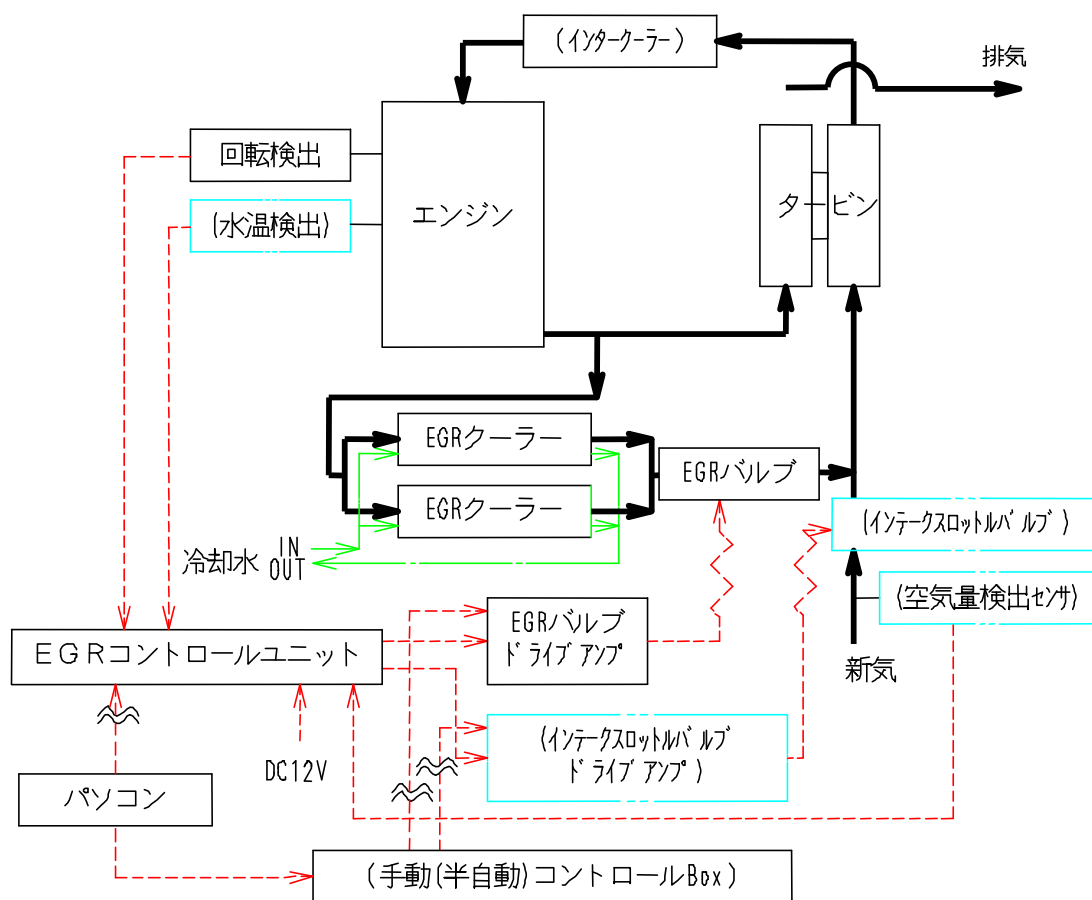 (インタークーラー)
排気
回転検出
エンジン
タービン
(水温検出)
EGRクーラー
EGRバルブ
EGRクーラー
(インテークスロットルバルブ)
冷却水 IN
OUT
(空気量検出センサ)
EGRバルブ
ドライブアンプ
EGRコントロールユニット
新気
(インテークスロットルバルブ
ドライブアンプ)
DC12V
パソコン
(手動(半自動)コントロールBox)